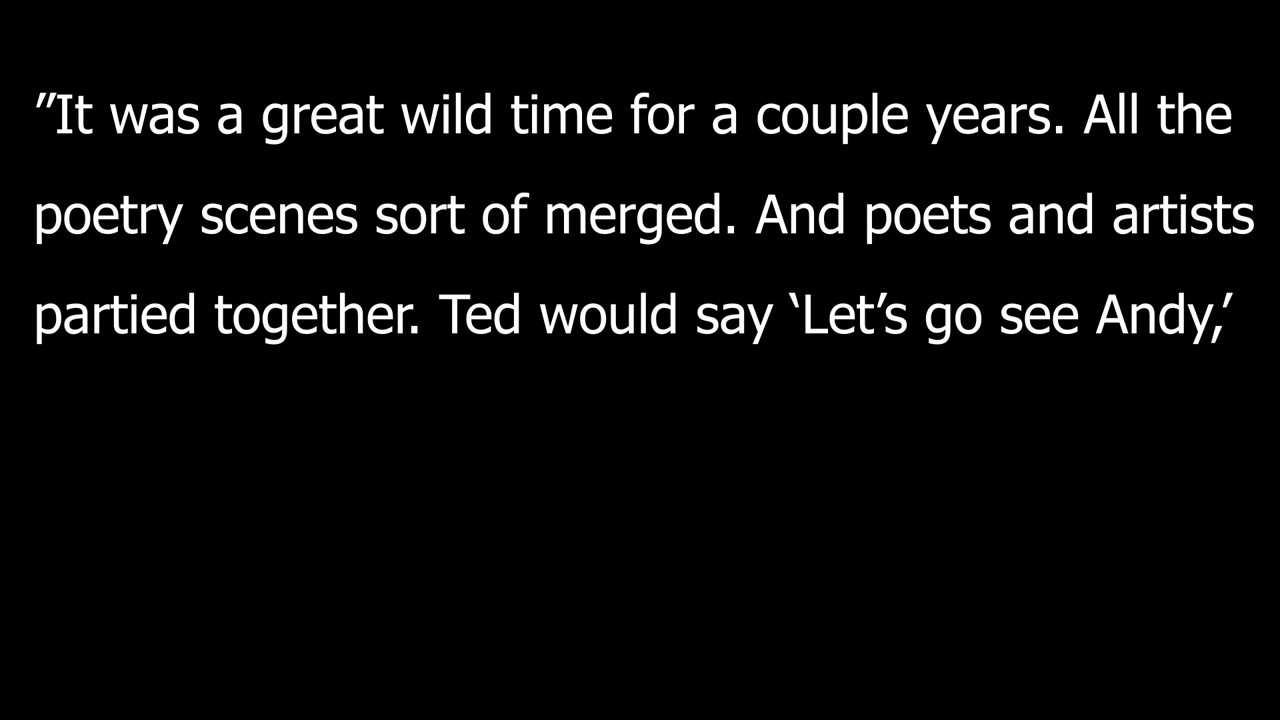 ”It was a great wild time for a couple years. All the
poetry scenes sort of merged. And poets and artists
partied together. Ted would say ‘Let’s go see Andy,’